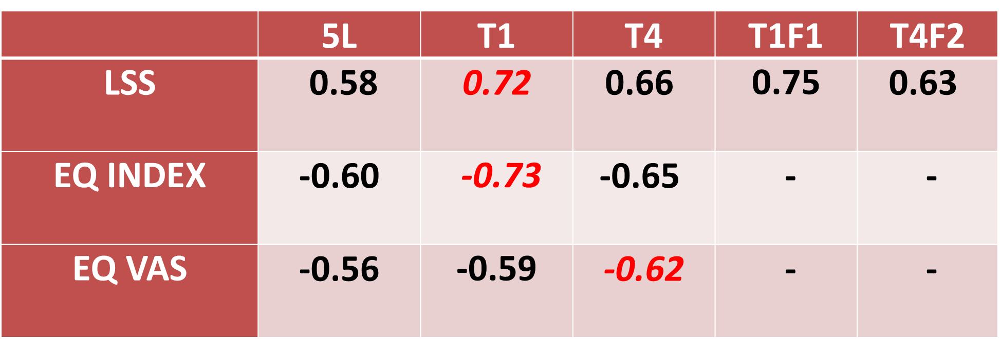 5L T1 T4 T1F1 T4F2
LSS 0.58 0.72 0.66 0.75 0.63
EQ INDEX -0.60 -0.73 -0.65 - -
EQ VAS -0.56 -0.59 -0.62 - -